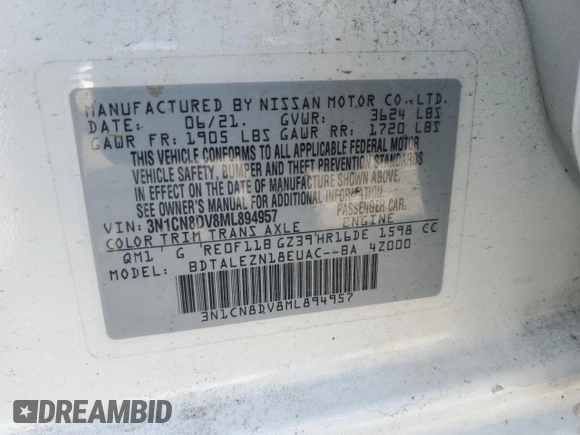 MANUFACTURED BY NISSAN MOTOR CO., LTD.
DATE: 06/21. GVWR: 3624 LBS
GAWR FR: 1905 LBS GAWR RR: 1720 LBS
THIS VEHICLE CONFORMS TO ALL APPLICABLE FEDERAL MOTOR
VEHICLE SAFETY, BUMPER AND THEFT PREVENTION STANDARDS
IN EFFECT ON THE DATE OF MANUFACTURE SHOWN ABOVE.
SEE OWNERS MANUAL FOR ADDITIONAL INFORMATION
VIN: 3N1CN8DV8ML894957 PASSENGER CAR.
COLOR TRIM TRANS AXLE ENGINE
QM1 G RE0F11B GZ39 HR16DE 1598 CC
BDTALEZN18EUAC--BA 4Z000
3N1CN8DV8ML894957
DREAMBID